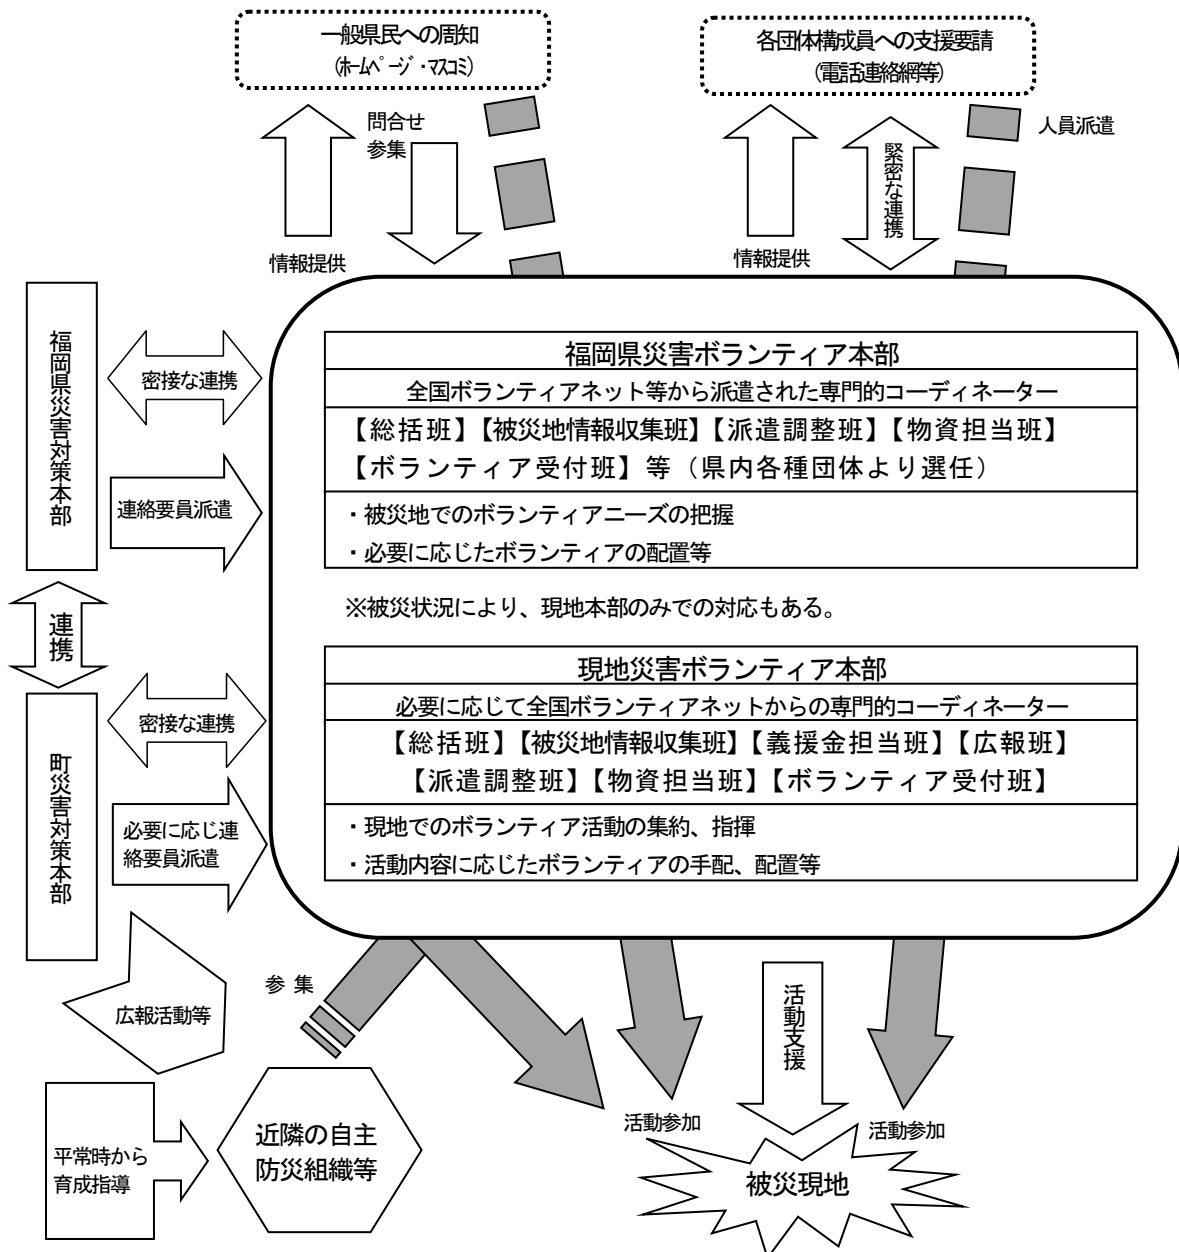 一般県民への周知
(ホームページ・マスコミ)
各団体構成員への支援要請
(電話連絡網等)
問合せ
参集
人員派遣
緊密な連携
情報提供
情報提供
福岡県災害対策本部
密接な連携
連絡要員派遣
福岡県災害ボランティア本部
全国ボランティアネット等から派遣された専門的コーディネーター
【総括班】【被災地情報収集班】【派遣調整班】【物資担当班】
【ボランティア受付班】等（県内各種団体より選任）
・被災地でのボランティアニーズの把握
・必要に応じたボランティアの配置等
※被災状況により、現地本部のみでの対応もある。
連携
密接な連携
町災害対策本部
必要に応じ連
絡要員派遣
現地災害ボランティア本部
必要に応じて全国ボランティアネットからの専門的コーディネーター
【総括班】【被災地情報収集班】【義援金担当班】【広報班】
【派遣調整班】【物資担当班】【ボランティア受付班】
・現地でのボランティア活動の集約、指揮
・活動内容に応じたボランティアの手配、配置等
広報活動等
参 集
活動支援
活動参加
活動参加
平常時から
育成指導
近隣の自主
防災組織等
被災現地